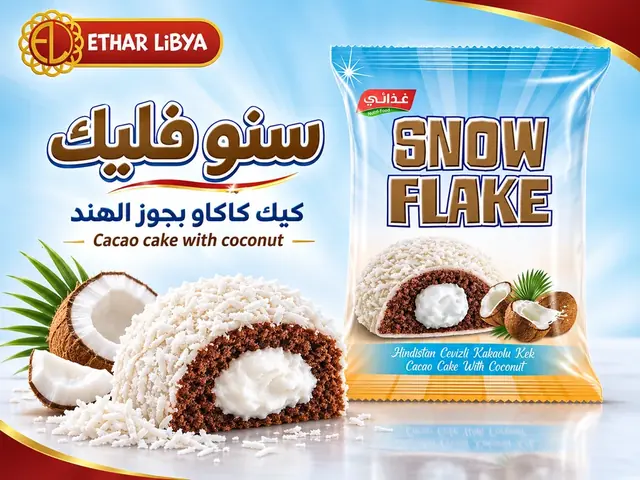 EL
ETHAR LiBYA
سنو فليك
كيك كاكاو بجوز الهند
Cacao cake with coconut
غذائي
SNOW
FLAKE
Hindistan Cevizli Kakaolu Kek
Cacao Cake With Coconut